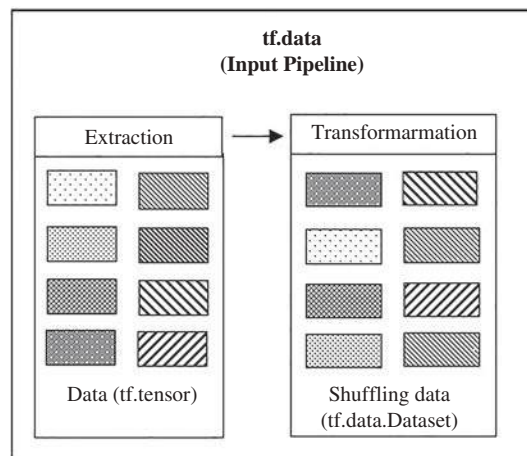 tf.data
(Input Pipeline)
Extraction
Transformarmation
Data (tf.tensor)
Shuffling data
(tf.data.Dataset)